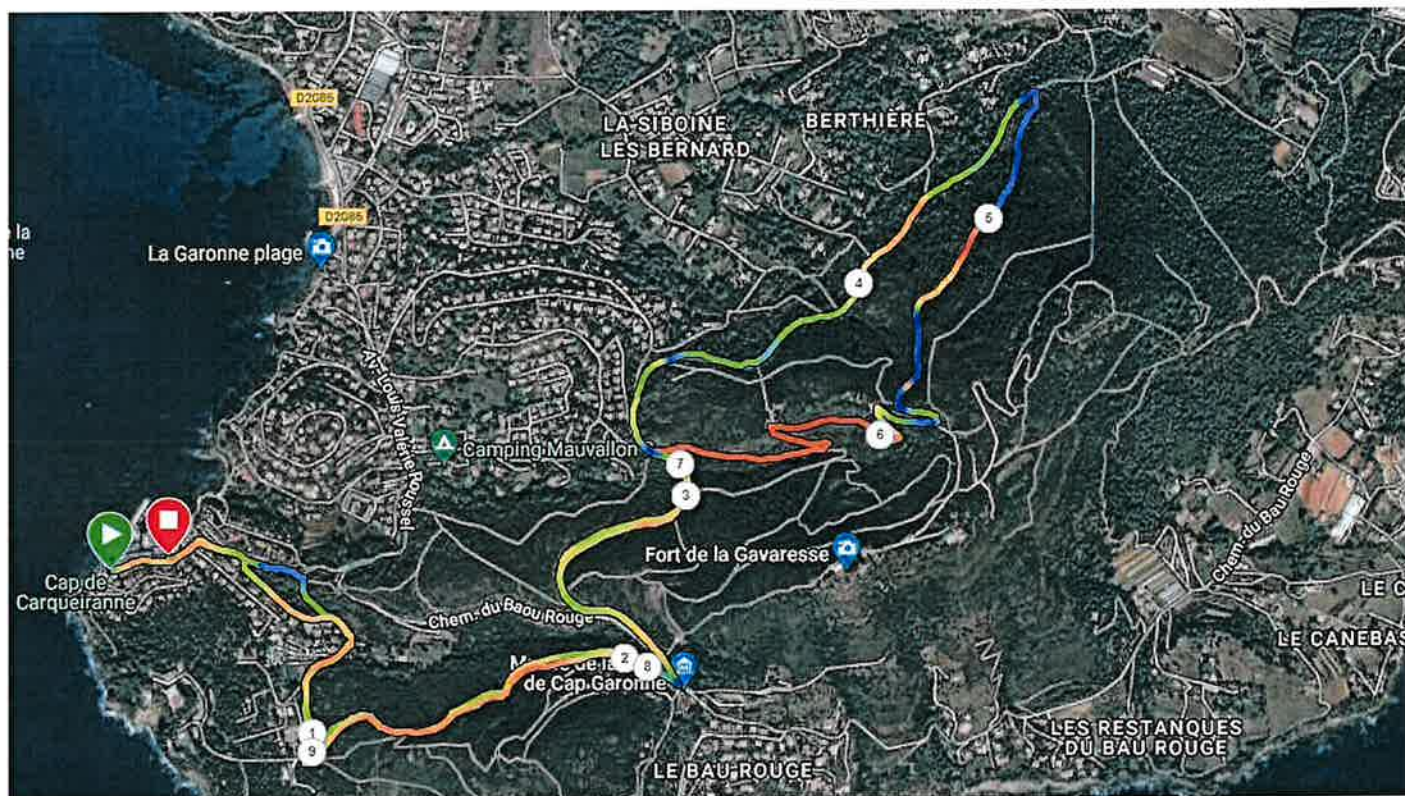 D2086
LA SIBOINE
LES BERNARD
BERTHIÈRE
D2086
La Garonne plage
5
4
Camping Mauvallon
6
7
3
Fort de la Gavaresse
Chem. du Bau Rouge
Cap de
Carqueiranne
Chem. du Baou Rouge
2
8
de Cap Garonne
LE CANEBAS
1
9
LES RESTANQUES
DU BAU ROUGE
LE BAU ROUGE